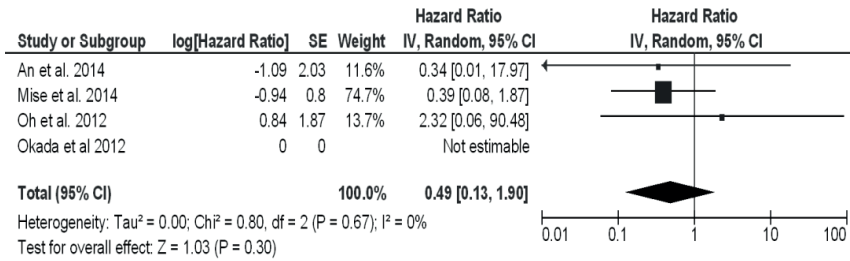 Hazard Ratio Hazard Ratio
Study or Subgroup log[Hazard Ratio] SE Weight IV, Random, 95% CI IV, Random, 95% CI
An et al. 2014 -1.09 2.03 11.6% 0.34 [0.01, 17.97]
Mise et al. 2014 -0.94 0.8 74.7% 0.39 [0.08, 1.87]
Oh et al. 2012 0.84 1.87 13.7% 2.32 [0.06, 90.48]
Okada et al 2012 0 0 Not estimable
Total (95% CI) 100.0% 0.49 [0.13, 1.90]
Heterogeneity: Tau² = 0.00; Chi² = 0.80, df = 2 (P = 0.67); I² = 0%
Test for overall effect: Z = 1.03 (P = 0.30)
0.01 0.1 1 10 100